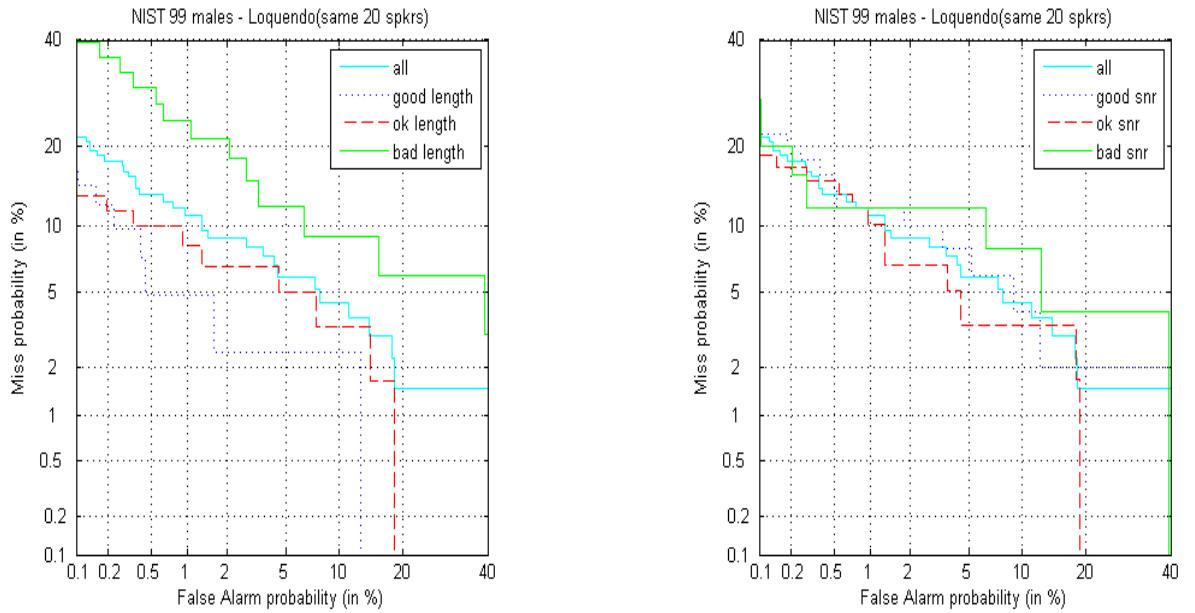 NIST 99 males - Loquendo(same 20 spkrs)
40
20
10
5
2
1
0.5
0.2
0.1
Miss probability (in %)
all
good length
ok length
bad length
0.1 0.2 0.5 1 2 5 10 20 40
False Alarm probability (in %)
NIST 99 males - Loquendo(same 20 spkrs)
40
20
10
5
2
1
0.5
0.2
0.1
Miss probability (in %)
all
good snr
ok snr
bad snr
0.1 0.2 0.5 1 2 5 10 20 40
False Alarm probability (in %)